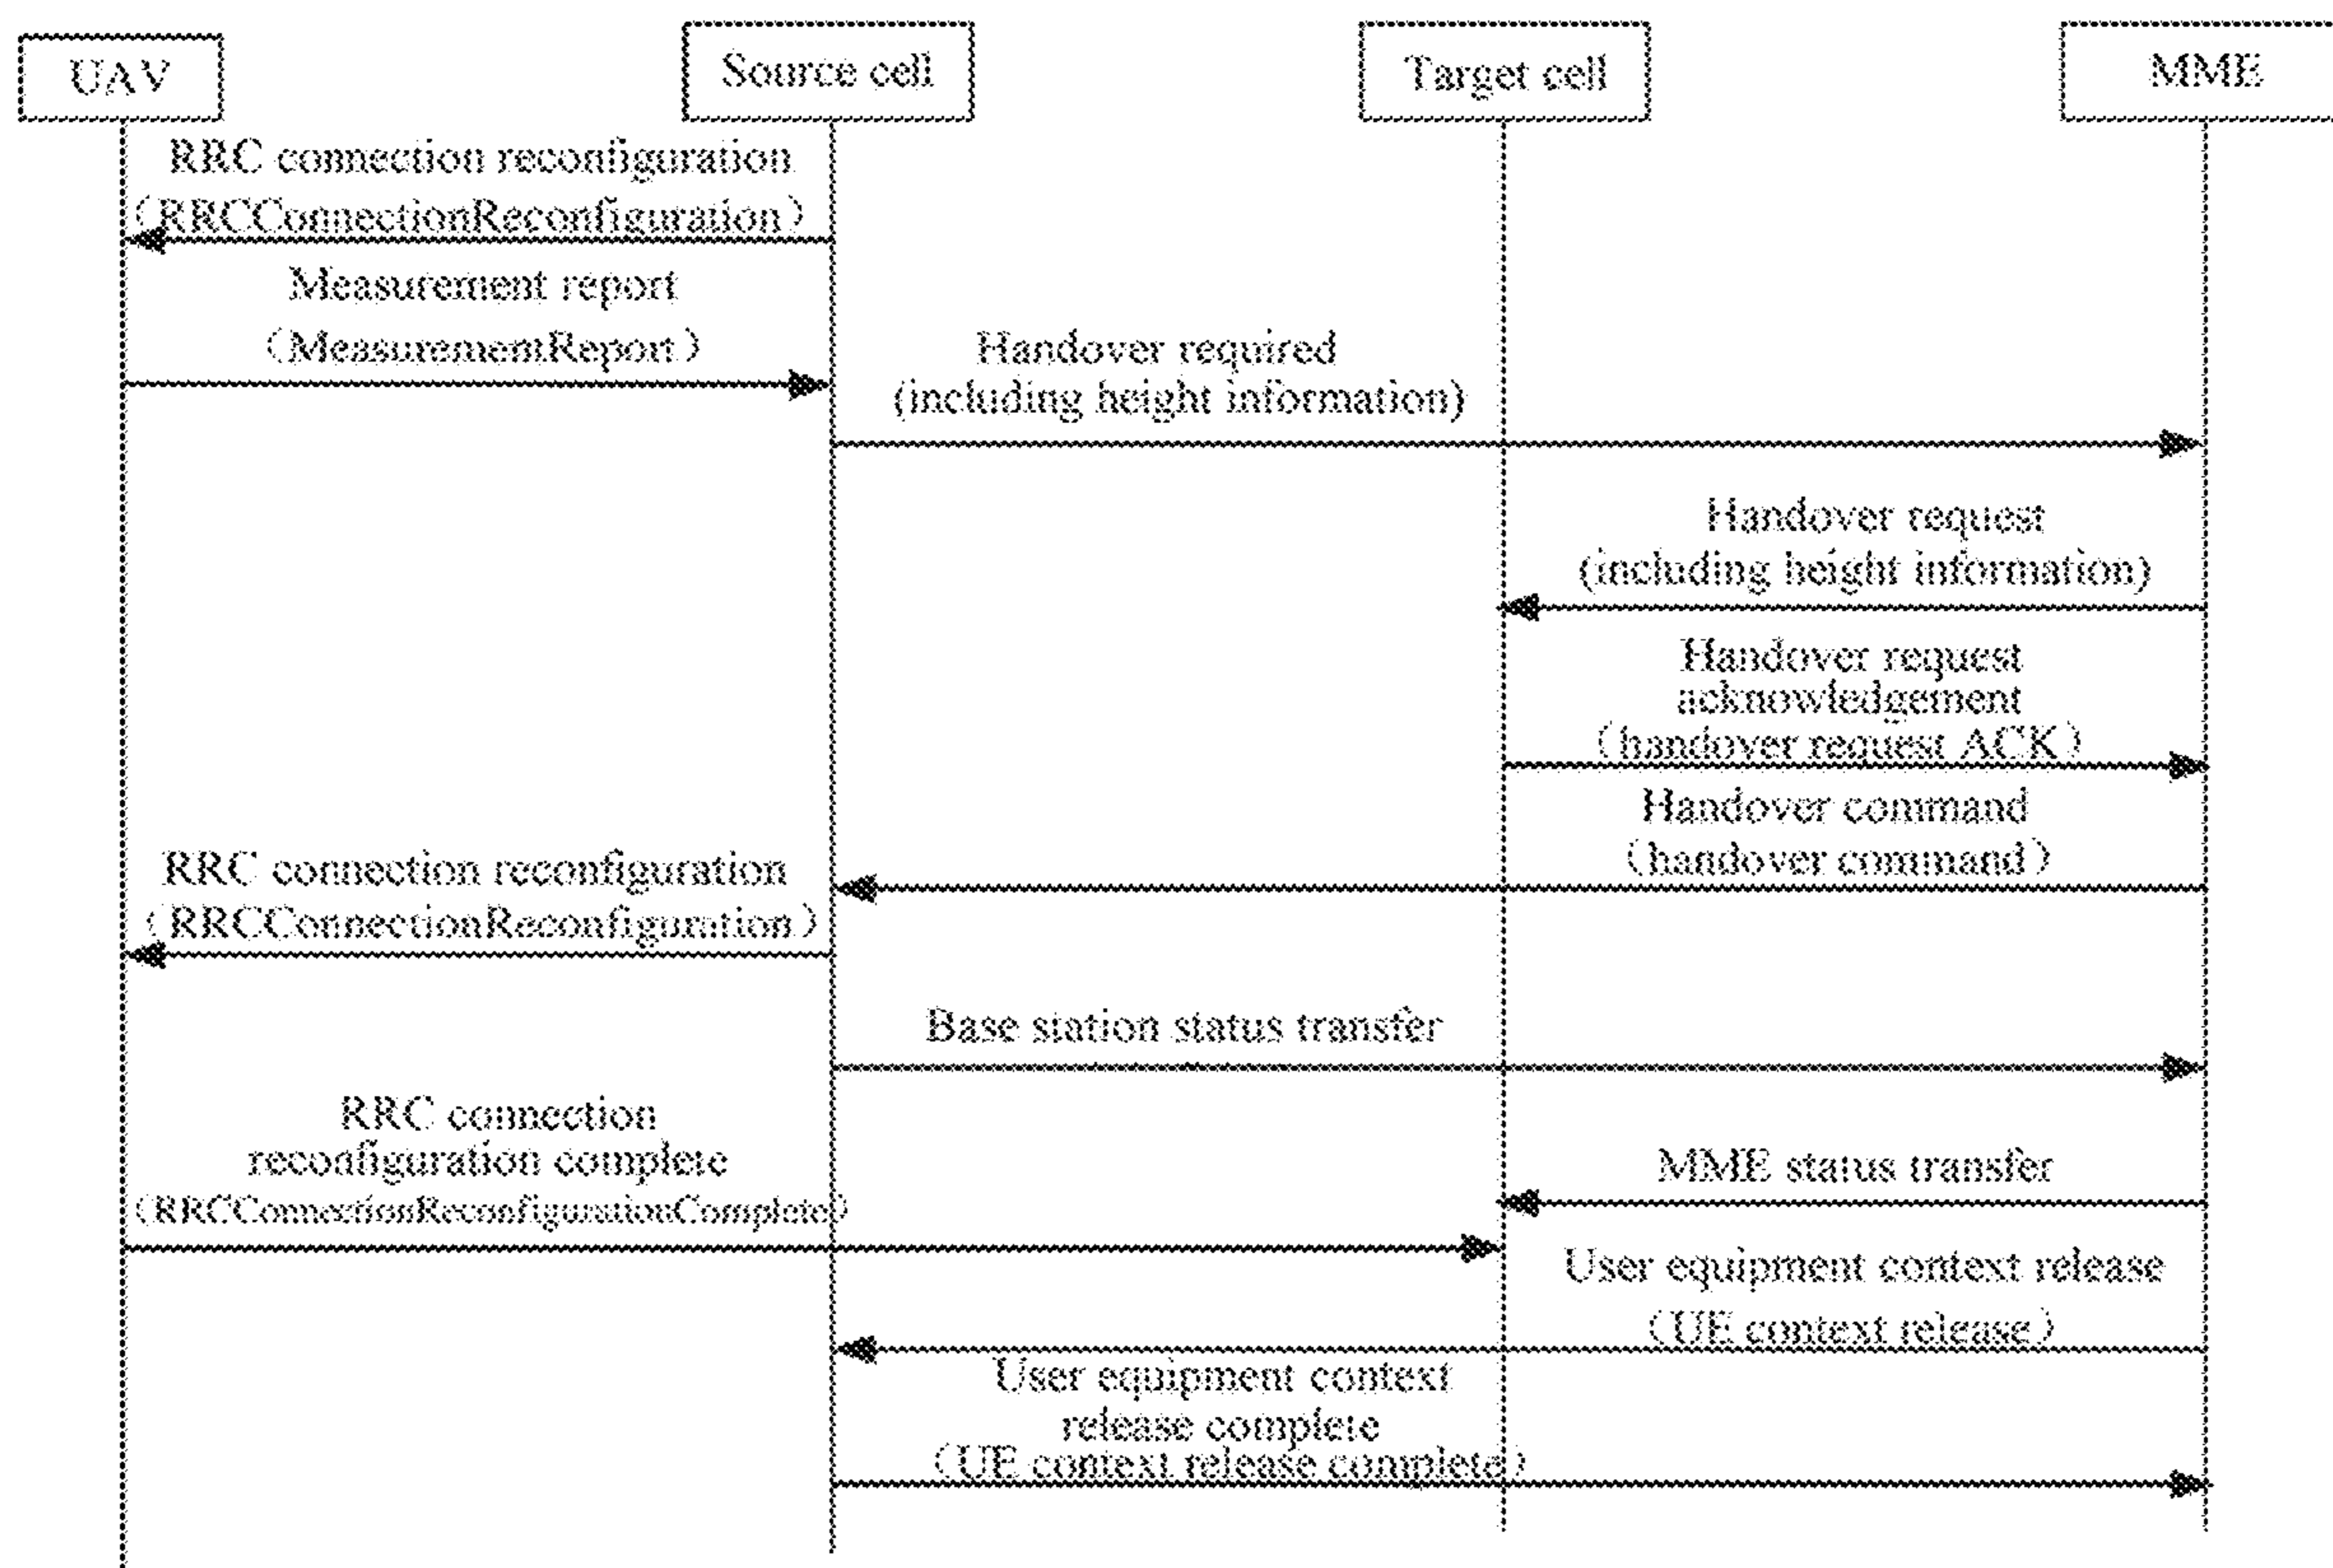 UAV
Source cell
Target cell
MME
RRC connection reconfiguration
(RRCConnectionReconfiguration)
Measurement report
(MeasurementReport)
Handover required
(including height information)
Handover request
(including height information)
Handover request
acknowledgement
(handover request ACK)
Handover command
(handover command)
RRC connection reconfiguration
(RRCConnectionReconfiguration)
Base station status transfer
RRC connection
reconfiguration complete
(RRCConnectionReconfigurationComplete)
MME status transfer
User equipment context release
(UE context release)
User equipment context
release complete
(UE context release complete)